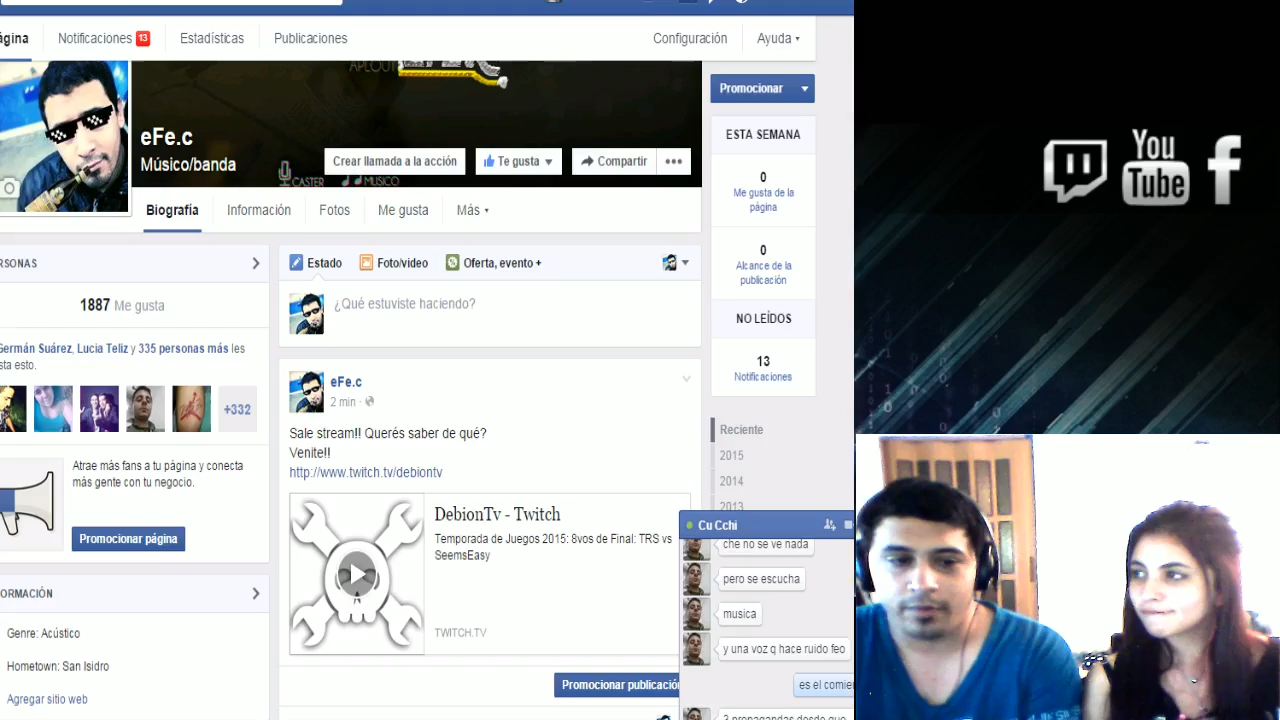 Notificaciones 13
Estadísticas
Publicaciones
Configuración
Ayuda
eFe.c
Músico/banda
CASTER
MUSICO
Crear llamada a la acción
Te gusta
Compartir
Promocionar
Biografía
Información
Fotos
Me gusta
Más
ESTA SEMANA
0
Me gusta de la
página
0
Alcance de la
publicación
NO LEÍDOS
13
Notificaciones
Reciente
2015
2014
2013
1887 Me gusta
Germán Suárez, Lucia Teliz y 335 personas más les
esto.
+332
Atrae más fans a tu página y conecta
más gente con tu negocio.
Promocionar página
Genre: Acústico
Hometown: San Isidro
Agregar sitio web
Estado
Foto/video
Oferta, evento +
¿Qué estuviste haciendo?
eFe.c
2 min
Sale stream!! Querés saber de qué?
Venite!!
http://www.twitch.tv/debiontv
DebionTv - Twitch
Temporada de Juegos 2015: 8vos de Final: TRS vs
SeemsEasy
TWITCH.TV
Promocionar publicación
Cu Cchi
che no se ve nada
pero se escucha
musica
y una voz q hace ruido feo
es el
3 propagandas desde que
You
Tube